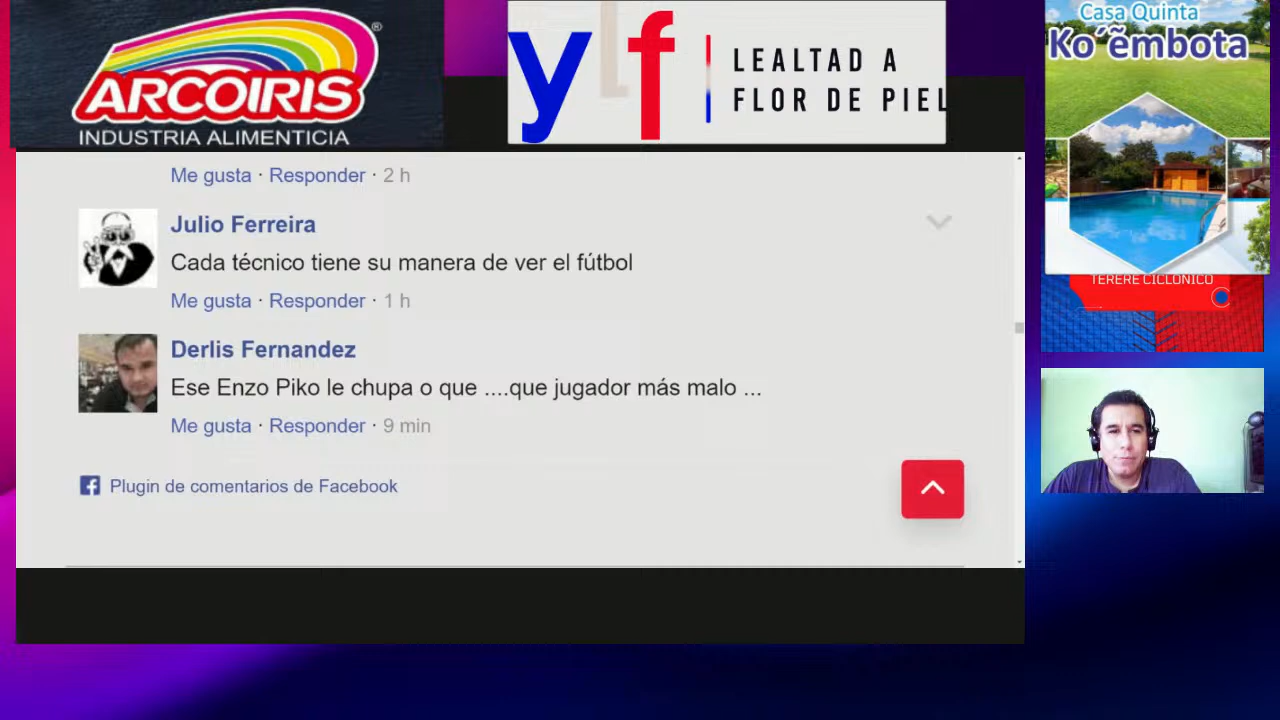 ARCOIRIS®
INDUSTRIA ALIMENTICIA
yf
LEALTAD A
FLOR DE PIEL
Casa Quinta
Ko´ẽmbota
TERERE CICLONICO
Me gusta · Responder · 2 h
Julio Ferreira
Cada técnico tiene su manera de ver el fútbol
Me gusta · Responder · 1 h
Derlis Fernandez
Ese Enzo Piko le chupa o que ....que jugador más malo ...
Me gusta · Responder · 9 min
Plugin de comentarios de Facebook